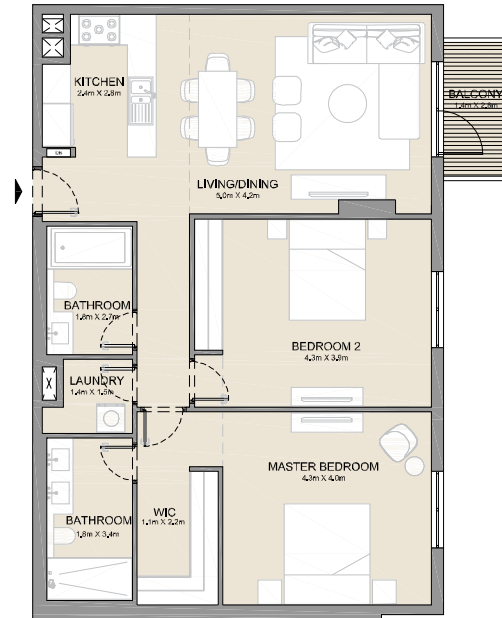 KITCHEN
2.4m X 2.8m
BALCONY
1.4m X 2.8m
LIVING/DINING
5.0m X 4.2m
BATHROOM
1.8m X 2.7m
BEDROOM 2
4.3m X 3.9m
LAUNDRY
1.4m X 1.5m
MASTER BEDROOM
4.3m X 4.0m
WIC
1.1m X 2.2m
BATHROOM
1.8m X 3.4m